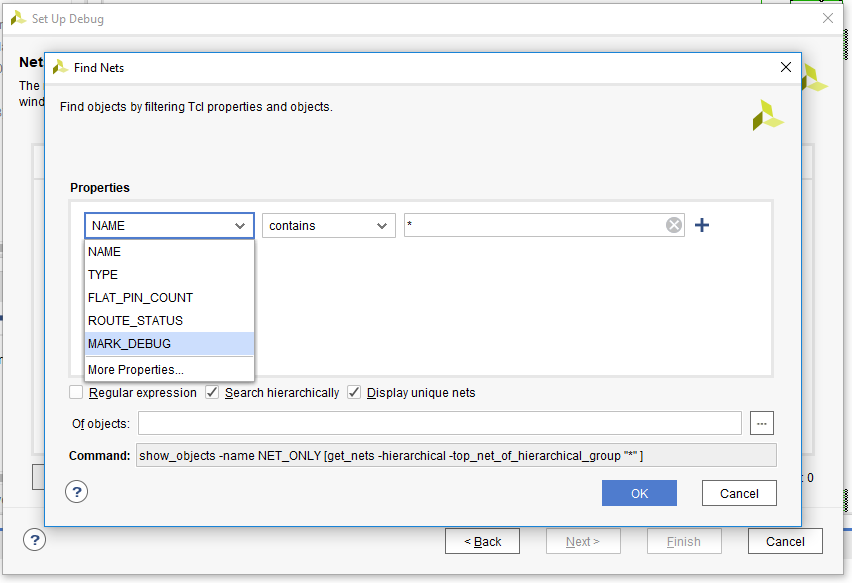 Set Up Debug
Net
The
wind
Find Nets
Find objects by filtering Tcl properties and objects.
Properties
NAME
contains
*
NAME
TYPE
FLAT_PIN_COUNT
ROUTE_STATUS
MARK_DEBUG
More Properties...
Regular expression
Search hierarchically
Display unique nets
Of objects:
...
Command: show_objects -name NET_ONLY [get_nets -hierarchical -top_net_of_hierarchical_group "*" ]
: 0
?
OK
Cancel
?
< Back
Next >
Finish
Cancel